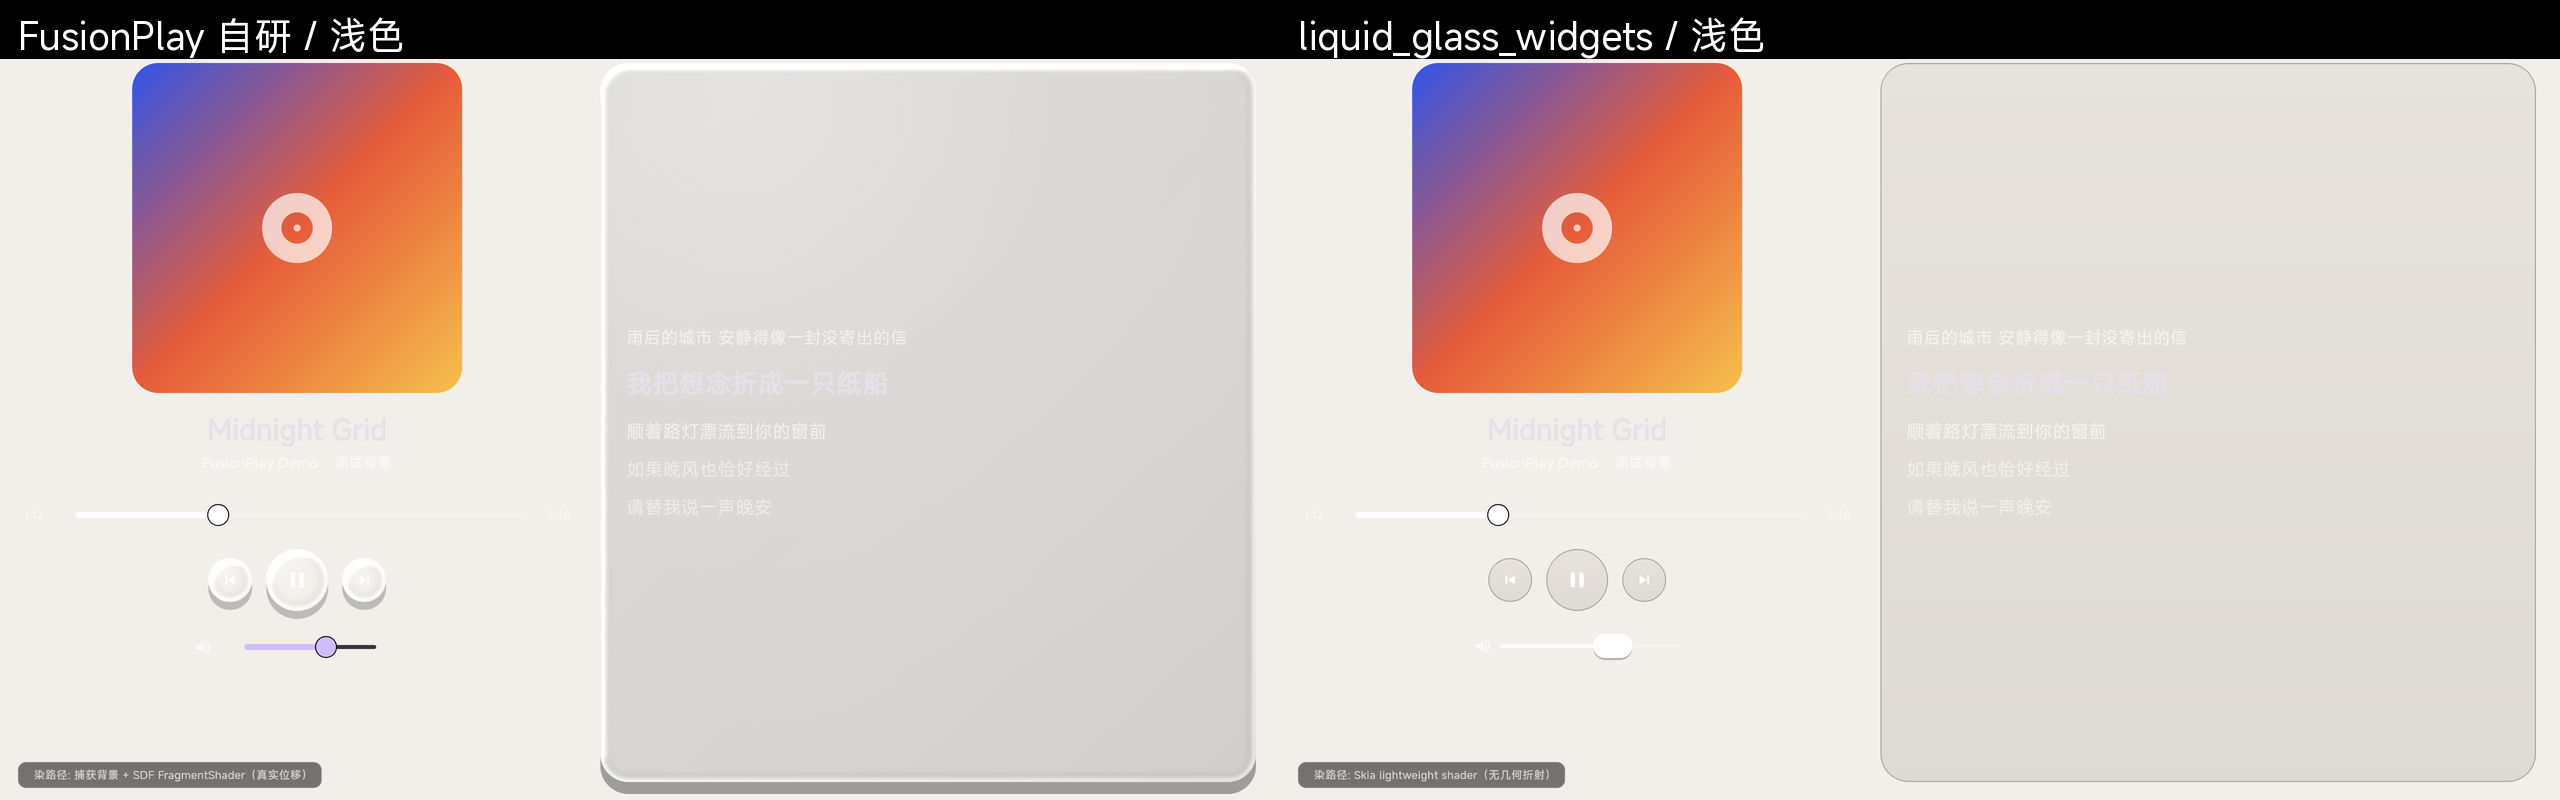 FusionPlay 自研 / 浅色
Midnight Grid
FusionPlay Demo 测试背景
1:12
3:48
雨后的城市 安静得像一封没寄出的信
我把想念折成一只纸船
顺着路灯漂流到你的窗前
如果晚风也恰好经过
请替我说一声晚安
染路径: 捕获背景 + SDF FragmentShader（真实位移）
liquid_glass_widgets / 浅色
Midnight Grid
FusionPlay Demo 测试背景
1:12
3:48
雨后的城市 安静得像一封没寄出的信
我把想念折成一只纸船
顺着路灯漂流到你的窗前
如果晚风也恰好经过
请替我说一声晚安
染路径: Skia lightweight shader（无几何折射）